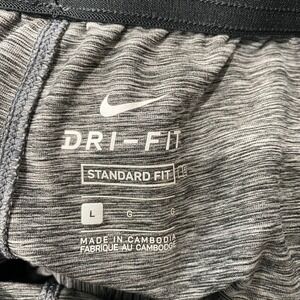 DRI-FIT
STANDARD FIT
L G G
MADE IN CAMBODIA
FABRIQUÉ AU CAMBODGE